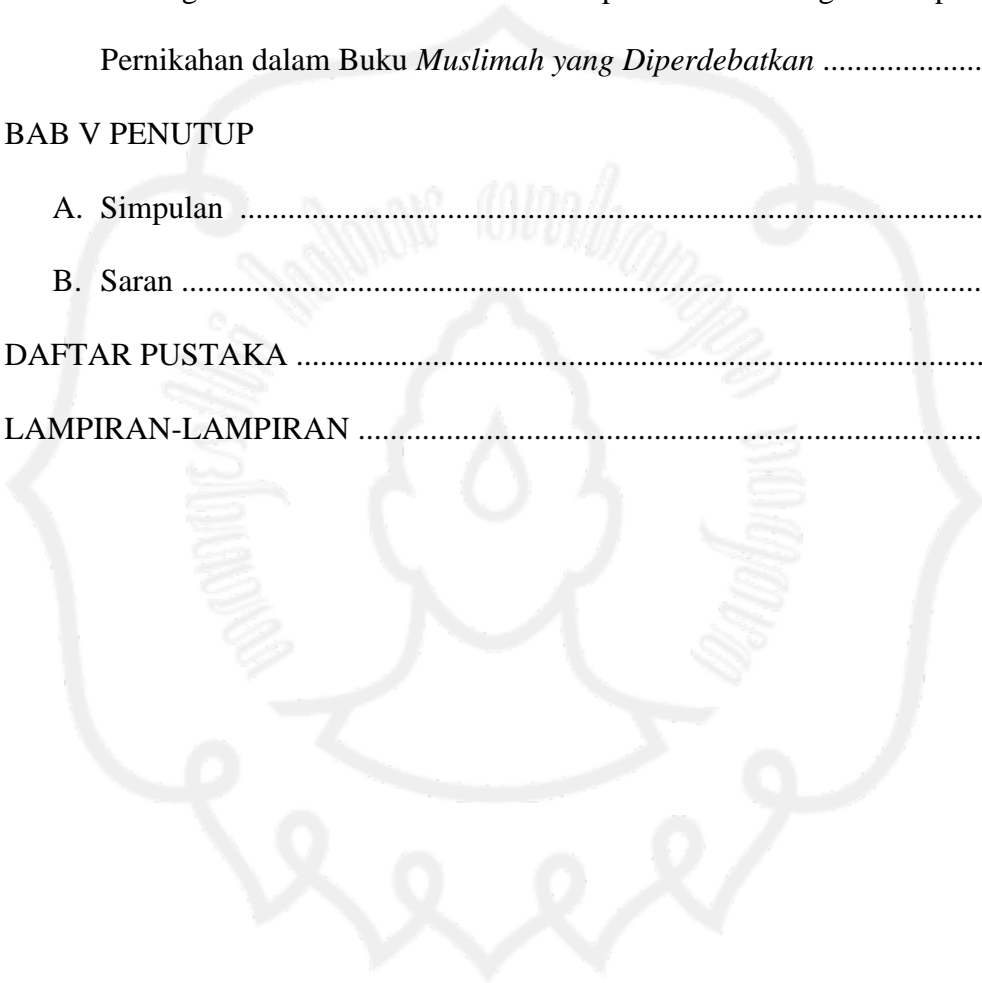 Pernikahan dalam Buku Muslimah yang Diperdebatkan ....................
BAB V PENUTUP
A. Simpulan ............................................................................................
B. Saran ...................................................................................................
DAFTAR PUSTAKA ......................................................................................
LAMPIRAN-LAMPIRAN ..............................................................................